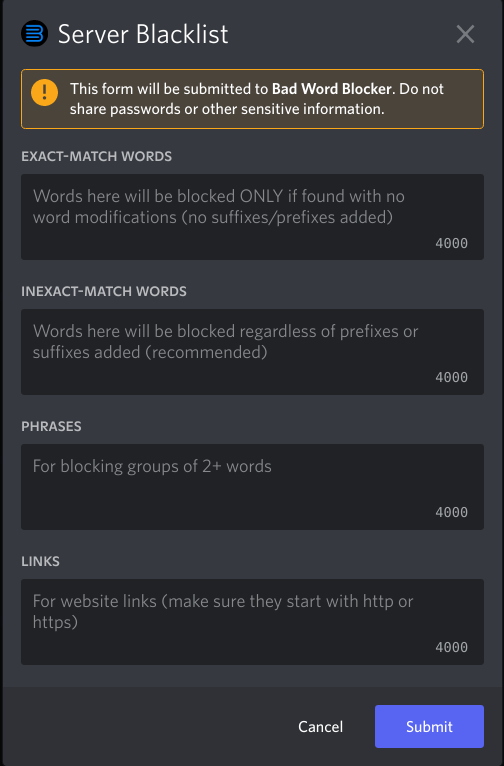 Server Blacklist
This form will be submitted to Bad Word Blocker. Do not
share passwords or other sensitive information.
EXACT-MATCH WORDS
Words here will be blocked ONLY if found with no
word modifications (no suffixes/prefixes added)
4000
INEXACT-MATCH WORDS
Words here will be blocked regardless of prefixes or
suffixes added (recommended)
4000
PHRASES
For blocking groups of 2+ words
4000
LINKS
For website links (make sure they start with http or
https)
4000
Cancel
Submit